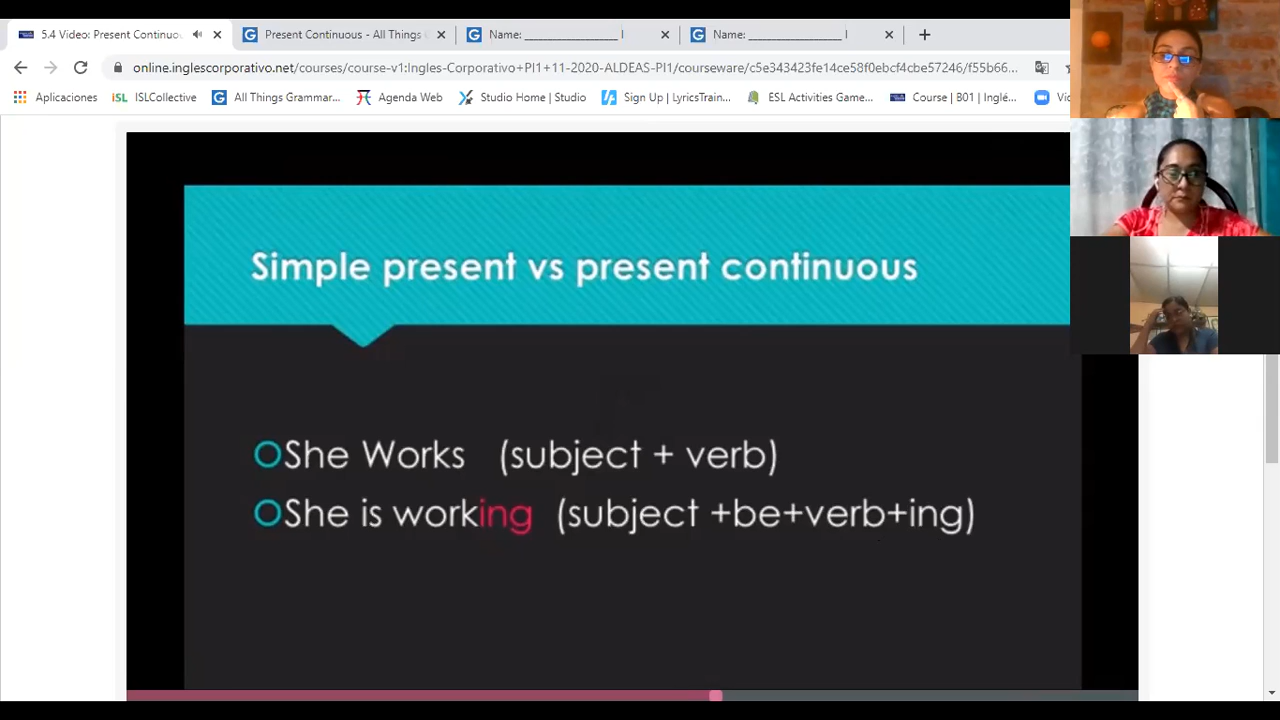 5.4 Video: Present Continuo
Present Continuous - All Things
Name: ____________________ I
Name: ____________________ I
online.inglescorporativo.net/courses/course-v1:Ingles-Corporativo+PI1+11-2020-ALDEAS-PI1/courseware/c5e343423fe14ce58f0ebcf4cbe57246/f55b66...
Aplicaciones
ISL
ISLCollective
G
All Things Grammar...
Agenda Web
Studio Home | Studio
Sign Up | LyricsTrain...
ESL Activities Game...
Course | B01 | Inglé...
Simple present vs present continuous
She Works (subject + verb)
She is working (subject +be+verb+ing)